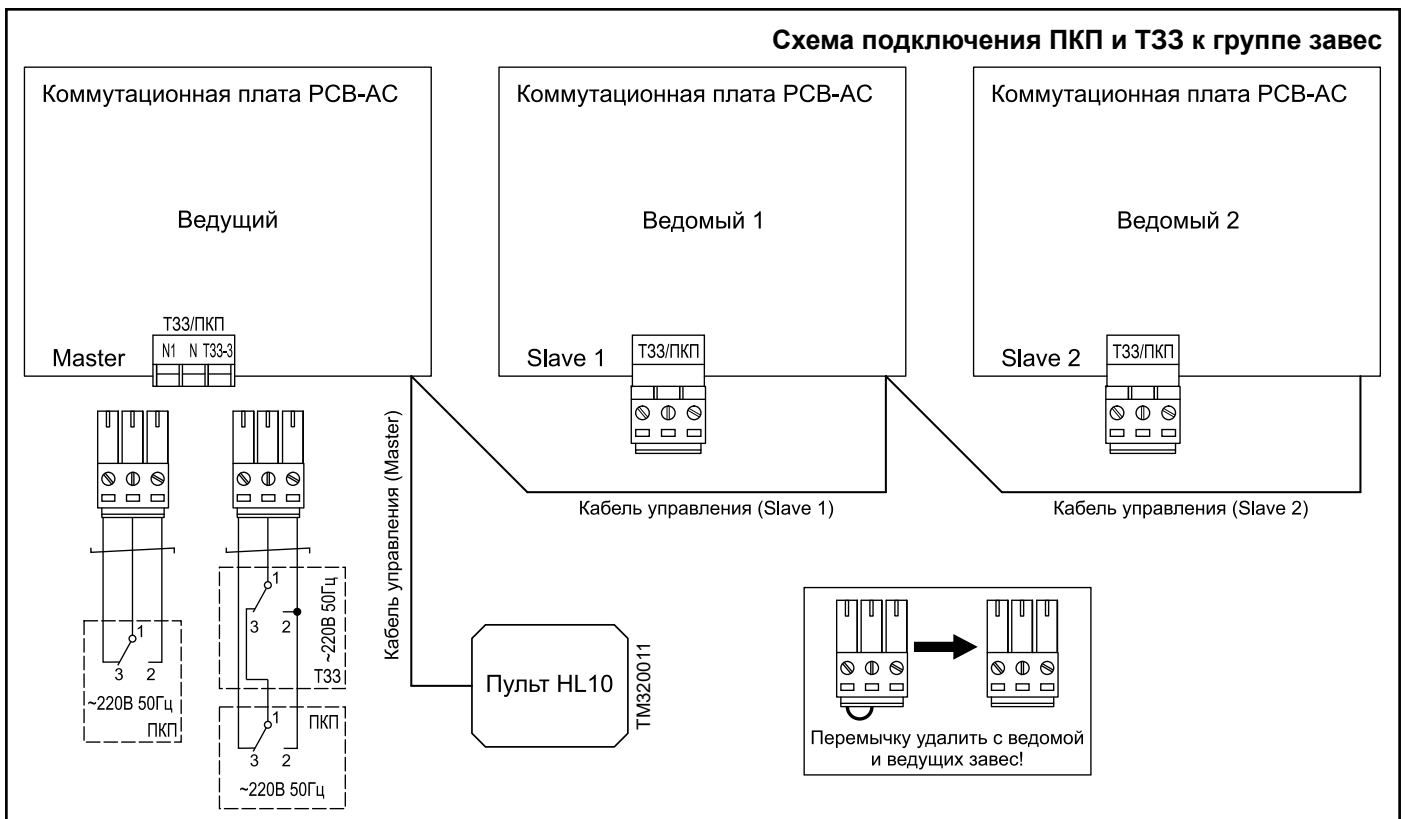 Схема подключения ПКП и ТЗЗ к группе завес
Коммутационная плата PCB-AC
Ведущий
ТЗЗ/ПКП
Master
N1 N ТЗЗ-3
Коммутационная плата PCB-AC
Ведомый 1
Slave 1
ТЗЗ/ПКП
Коммутационная плата PCB-AC
Ведомый 2
Slave 2
ТЗЗ/ПКП
Кабель управления (Master)
Кабель управления (Slave 1)
Кабель управления (Slave 2)
1
3 2
~220В 50Гц
ПКП
1
3 2
~220В 50Гц
ТЗЗ
1
ПКП
3 2
~220В 50Гц
Пульт HL10
TM320011
Перемычку удалить с ведомой
и ведущих завес!